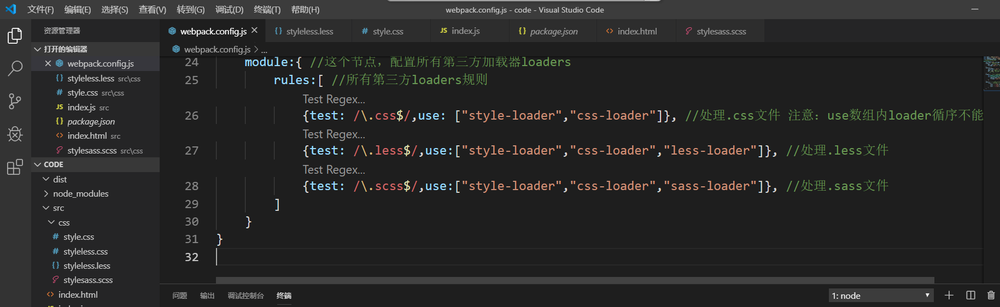 文件(F) 编辑(E) 选择(S) 查看(V) 转到(G) 调试(D) 终端(T) 帮助(H) webpack.config.js - code - Visual Studio Code
资源管理器
打开的编辑器
webpack.config.js
styleless.less src\css
style.css src\css
JS index.js src
{} package.json
<> index.html src
stylesass.scss src\css
CODE
dist
node_modules
src
css
# style.css
# styleless.css
{} styleless.less
stylesass.scss
<> index.html
webpack.config.js {} styleless.less # style.css JS index.js {} package.json <> index.html stylesass.scss
webpack.config.js > ...
24 module:{ //这个节点，配置所有第三方加载器loaders
25 rules:[ //所有第三方loaders规则
Test Regex...
26 {test: /\.css$/,use: ["style-loader","css-loader"]}, //处理.css文件 注意：use数组内loader循序不能
Test Regex...
27 {test: /\.less$/,use:["style-loader","css-loader","less-loader"]}, //处理.less文件
Test Regex...
28 {test: /\.scss$/,use:["style-loader","css-loader","sass-loader"]}, //处理.sass文件
29 ]
30 }
31 }
32
问题 输出 调试控制台 终端 1: node